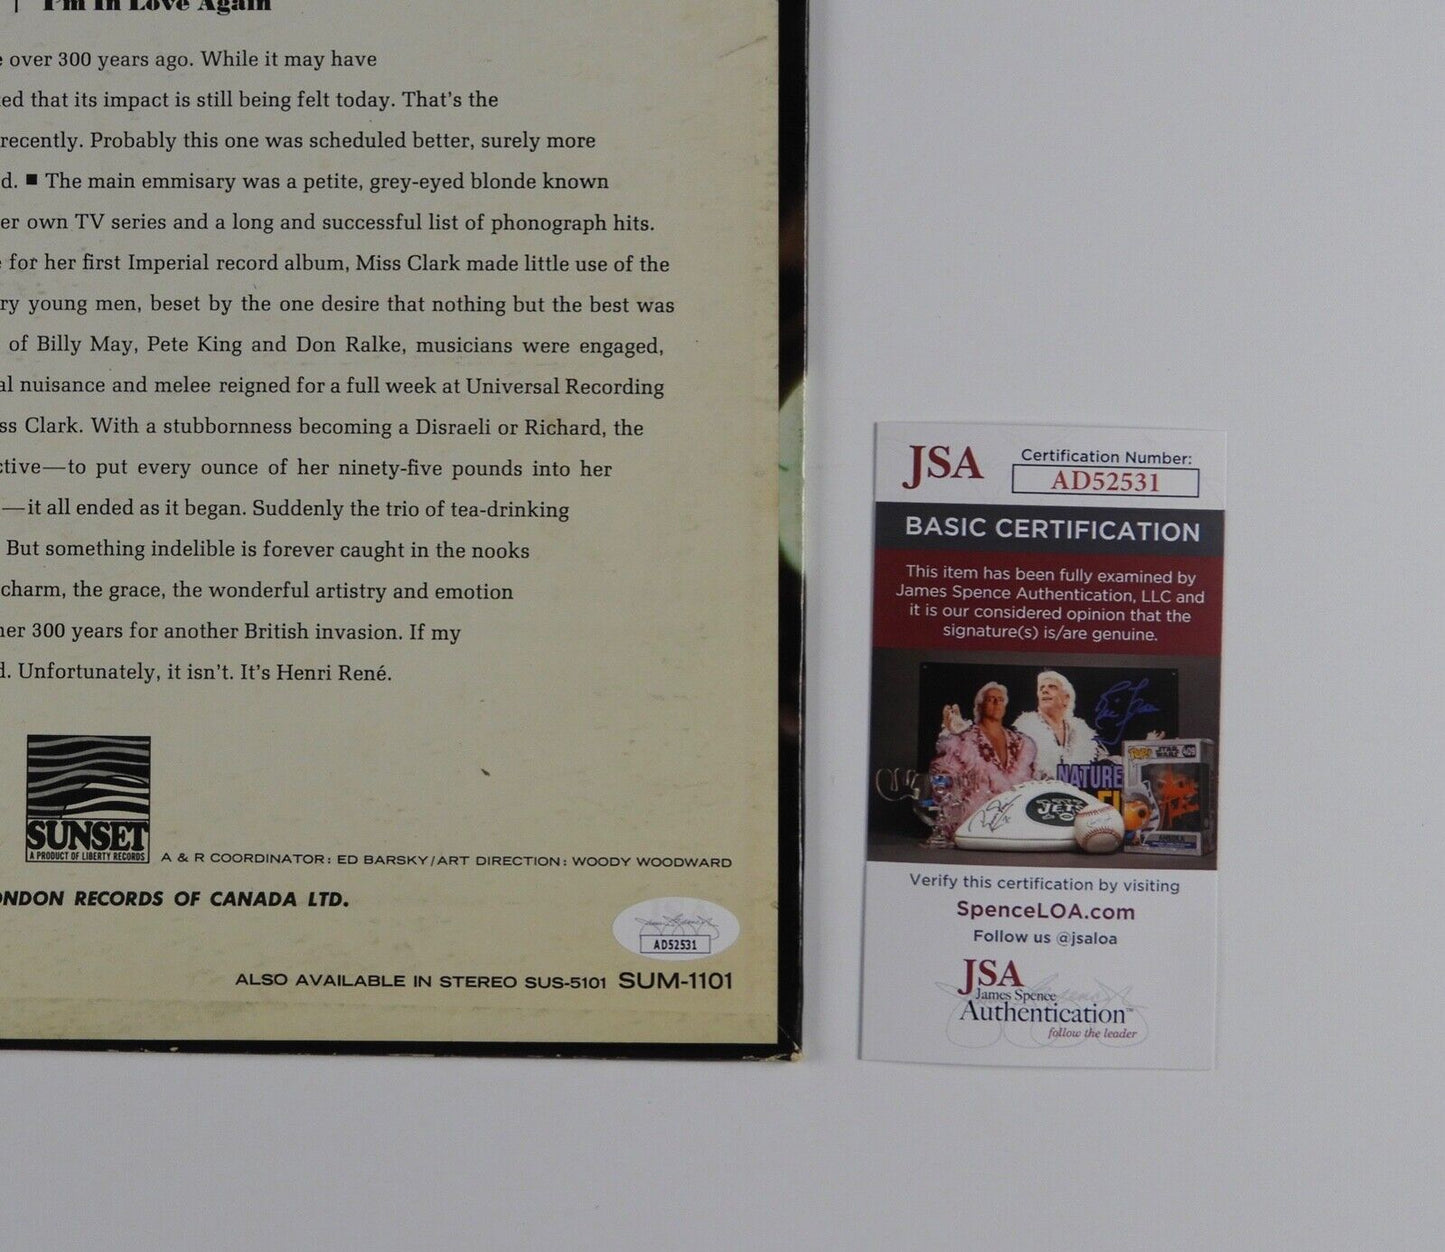 I'm In Love Again
over 300 years ago. While it may have
ed that its impact is still being felt today. That's the
recently. Probably this one was scheduled better, surely more
d. ■ The main emmisary was a petite, grey-eyed blonde known
er own TV series and a long and successful list of phonograph hits.
for her first Imperial record album, Miss Clark made little use of the
ry young men, beset by the one desire that nothing but the best was
of Billy May, Pete King and Don Ralke, musicians were engaged,
al nuisance and melee reigned for a full week at Universal Recording
ss Clark. With a stubbornness becoming a Disraeli or Richard, the
ctive—to put every ounce of her ninety-five pounds into her
—it all ended as it began. Suddenly the trio of tea-drinking
But something indelible is forever caught in the nooks
charm, the grace, the wonderful artistry and emotion
her 300 years for another British invasion. If my
d. Unfortunately, it isn't. It's Henri René.
SUNSET
A PRODUCT OF LIBERTY RECORDS
A & R COORDINATOR: ED BARSKY/ART DIRECTION: WOODY WOODWARD
ONDON RECORDS OF CANADA LTD.
AD52531
ALSO AVAILABLE IN STEREO SUS-5101 SUM-1101
JSA
Certification Number:
AD52531
BASIC CERTIFICATION
This item has been fully examined by
James Spence Authentication, LLC and
it is our considered opinion that the
signature(s) is/are genuine.
NATURE
JETS
POP!
STAR WARS
Verify this certification by visiting
SpenceLOA.com
Follow us @jsaloa
JSA
James Spence
Authentication™
follow the leader